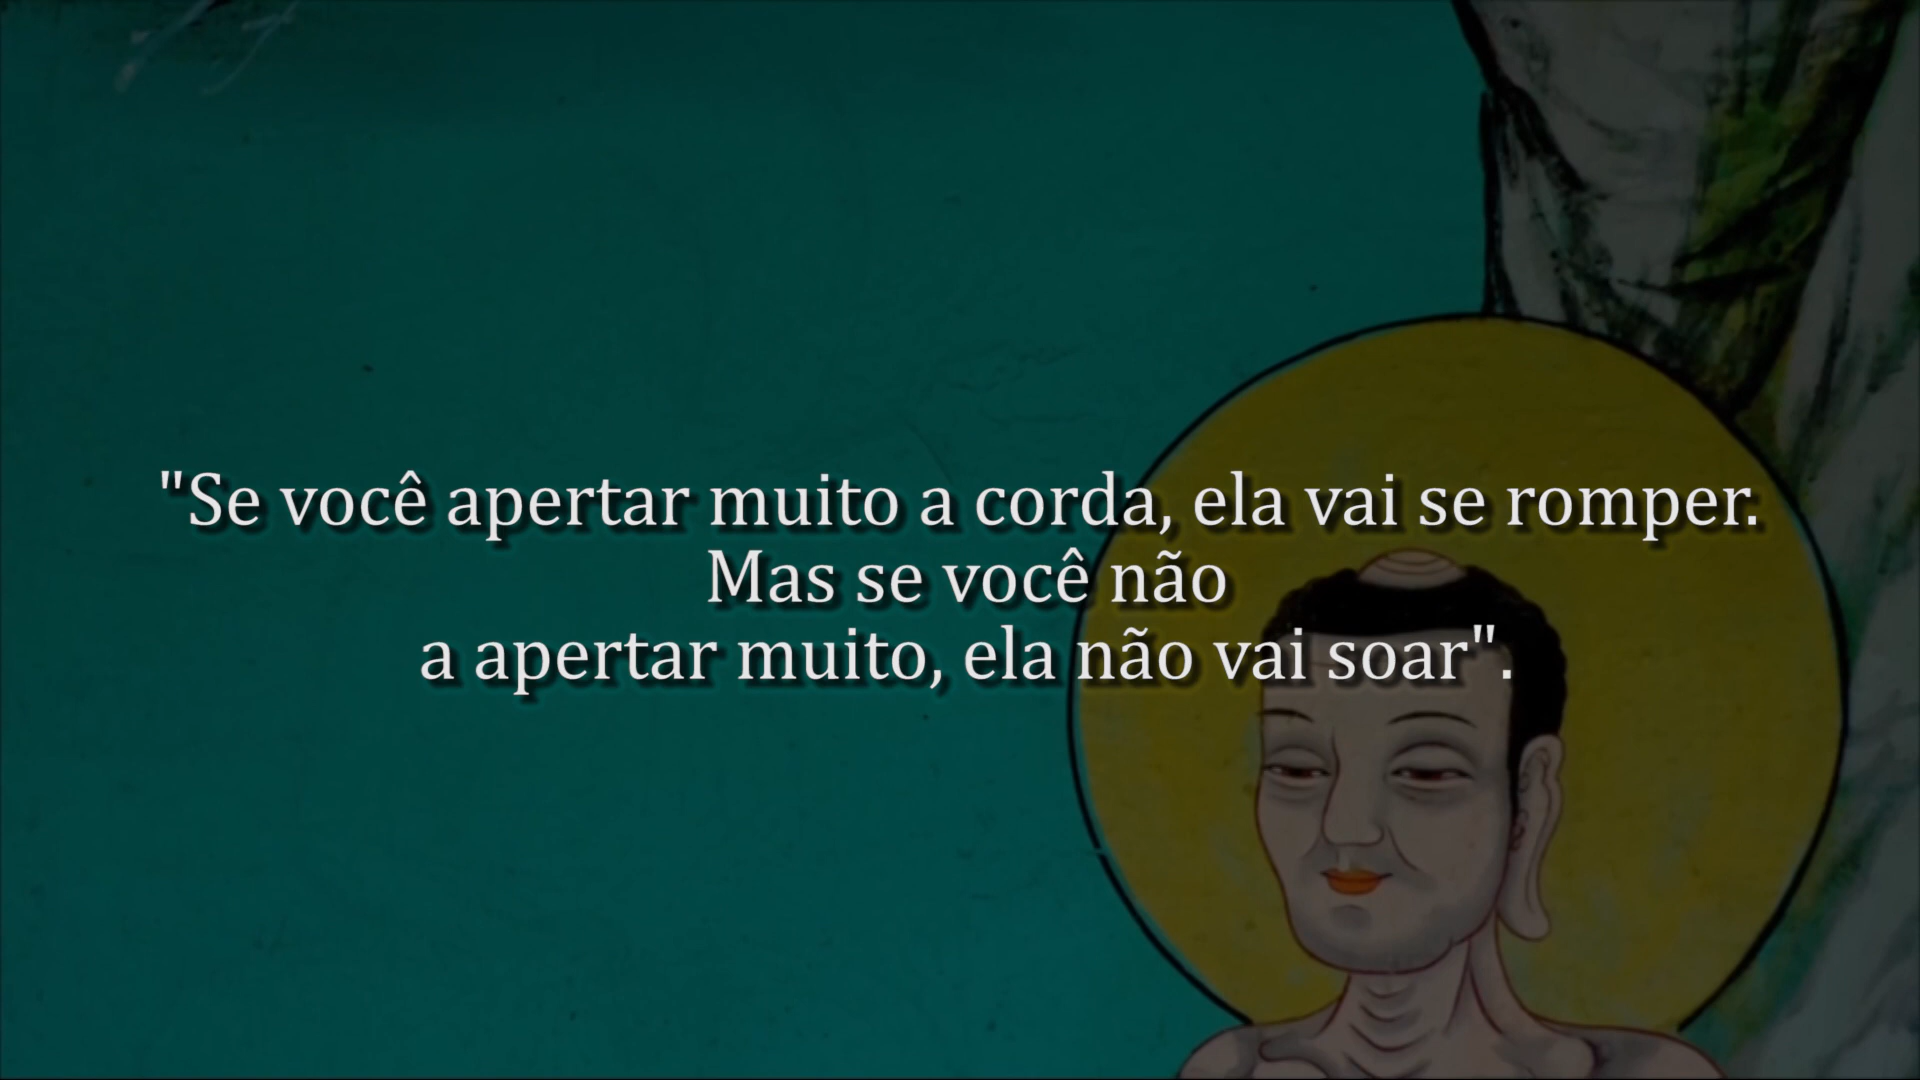 "Se você apertar muito a corda, ela vai se romper.
Mas se você não
a apertar muito, ela não vai soar".